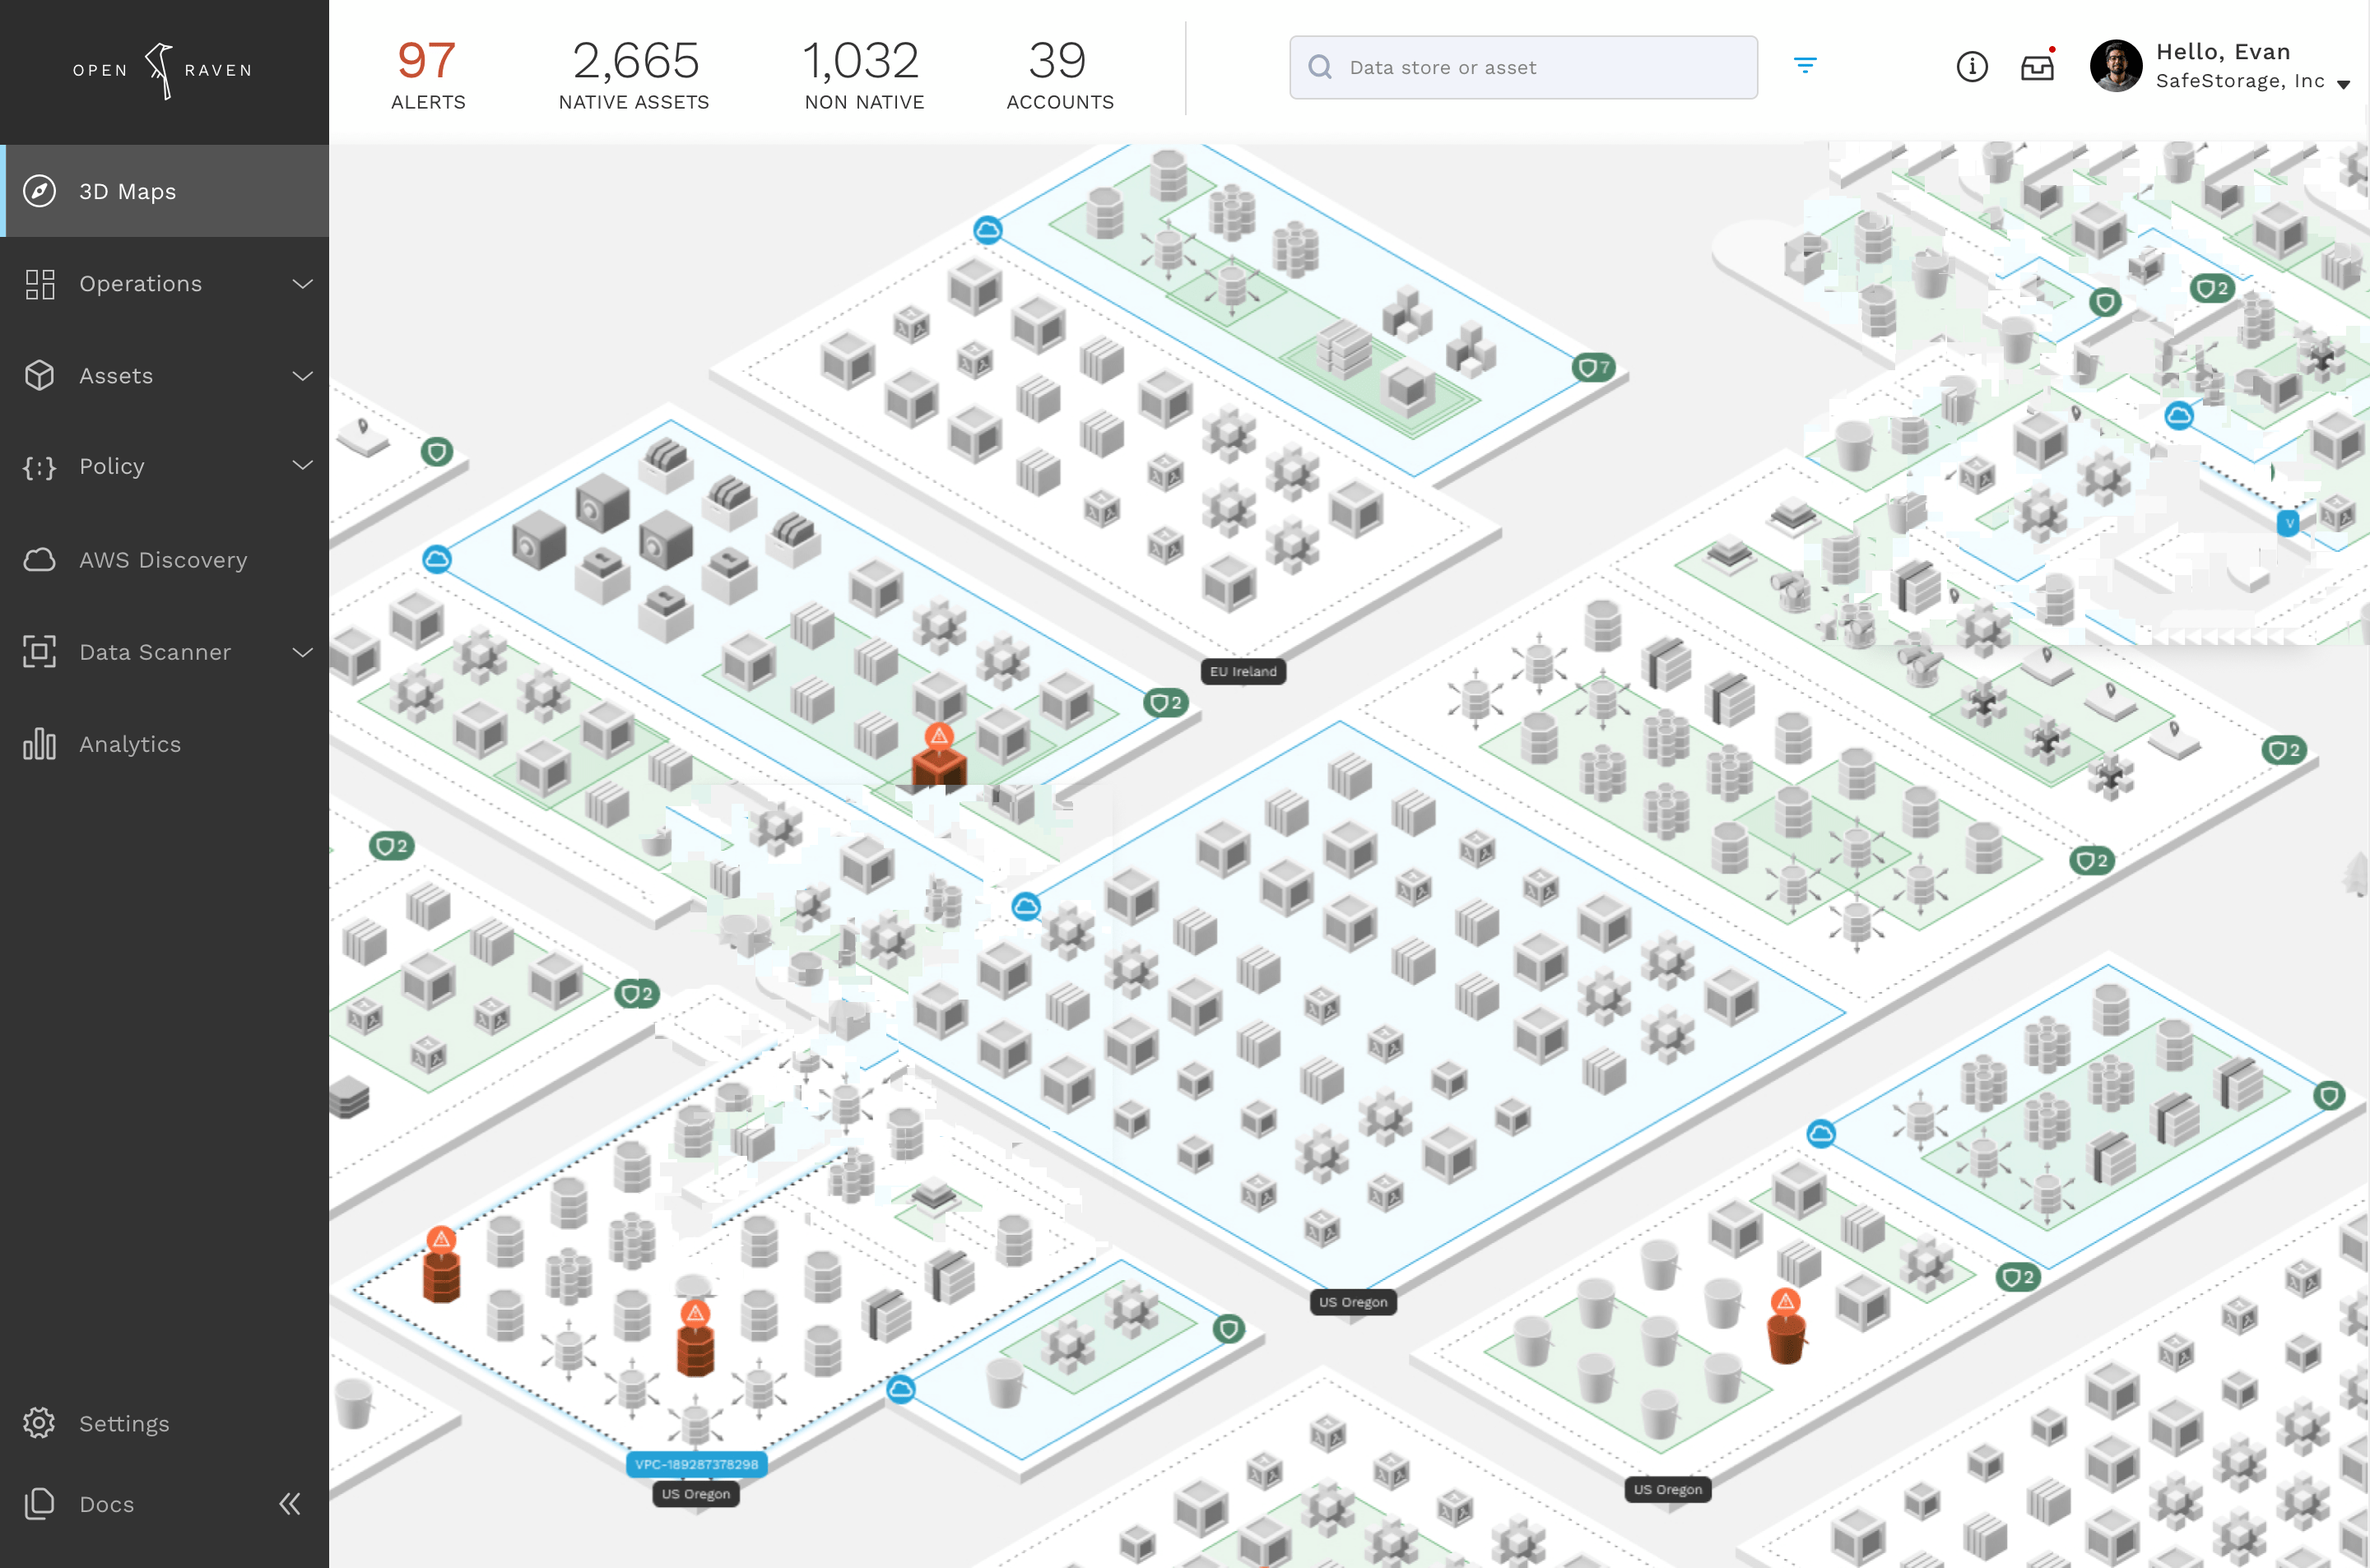 OPEN RAVEN
97
ALERTS
2,665
NATIVE ASSETS
1,032
NON NATIVE
39
ACCOUNTS
Data store or asset
Hello, Evan
SafeStorage, Inc
3D Maps
Operations
Assets
Policy
AWS Discovery
Data Scanner
Analytics
Settings
Docs
2
7
V
EU Ireland
2
2
2
2
2
US Oregon
2
VPC-189287378298
US Oregon
US Oregon